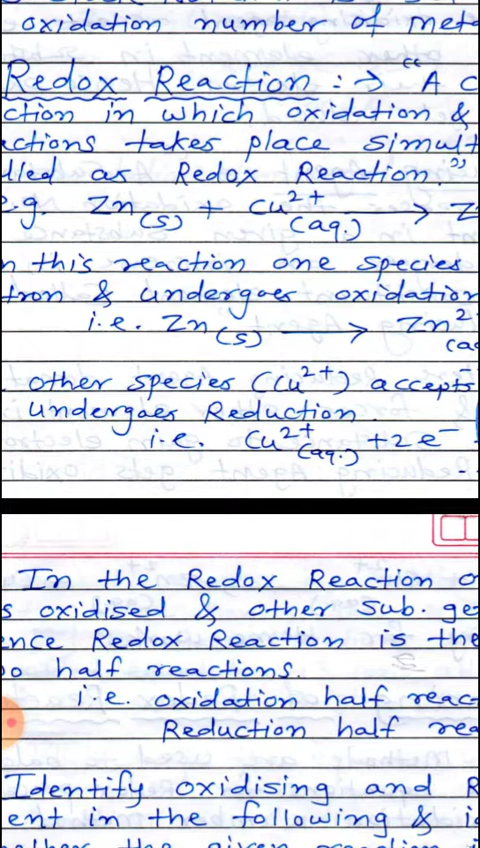 oxidation number of meta
Redox Reaction :→ "A c
ction in which oxidation &
actions takes place simult
lled as Redox Reaction."
e.g. Zn(s) + Cu²⁺(aq.) → Z
n this reaction one species
tron & undergoes oxidation
i.e. Zn(s) → Zn²
(a
other species (Cu²⁺) accepts
undergoes Reduction.
i.e. Cu²⁺(aq.) + 2e⁻
In the Redox Reaction o
s oxidised & other sub. ge
ence Redox Reaction is the
o half reactions.
i.e. oxidation half reac
Reduction half rea
Identify oxidising and R
ent in the following & i